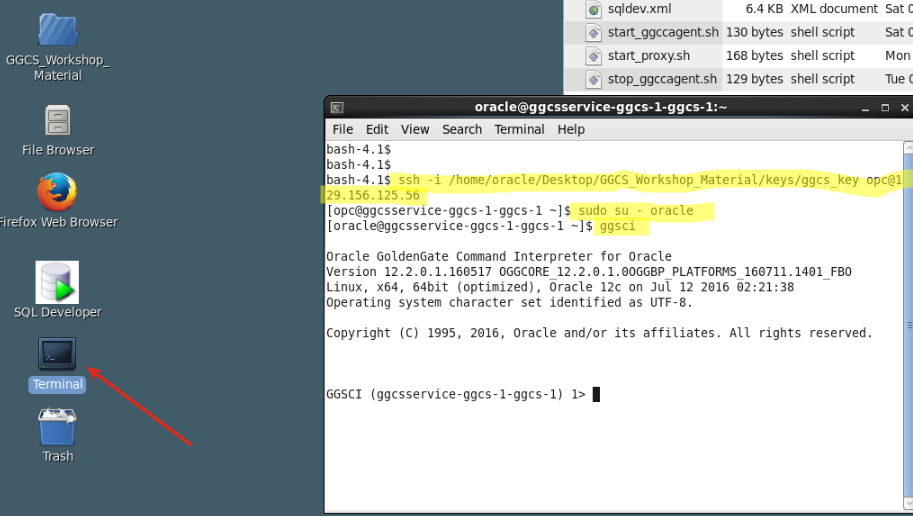 GGCS_Workshop_
Material
File Browser
Firefox Web Browser
SQL Developer
Terminal
Trash
sqldev.xml 6.4 KB XML document Sat
start_ggccagent.sh 130 bytes shell script Sat
start_proxy.sh 168 bytes shell script Mon
stop_ggccagent.sh 129 bytes shell script Tue
oracle@ggcsservice-ggcs-1-ggcs-1:~
File Edit View Search Terminal Help
bash-4.1$
bash-4.1$
bash-4.1$ ssh -i /home/oracle/Desktop/GGCS_Workshop_Material/keys/ggcs_key opc@1
29.156.125.56
[opc@ggcsservice-ggcs-1-ggcs-1 ~]$ sudo su - oracle
[oracle@ggcsservice-ggcs-1-ggcs-1 ~]$ ggsci
Oracle GoldenGate Command Interpreter for Oracle
Version 12.2.0.1.160517 OGGCORE_12.2.0.1.0OGGBP_PLATFORMS_160711.1401_FBO
Linux, x64, 64bit (optimized), Oracle 12c on Jul 12 2016 02:21:38
Operating system character set identified as UTF-8.
Copyright (C) 1995, 2016, Oracle and/or its affiliates. All rights reserved.
GGSCI (ggcsservice-ggcs-1-ggcs-1) 1>